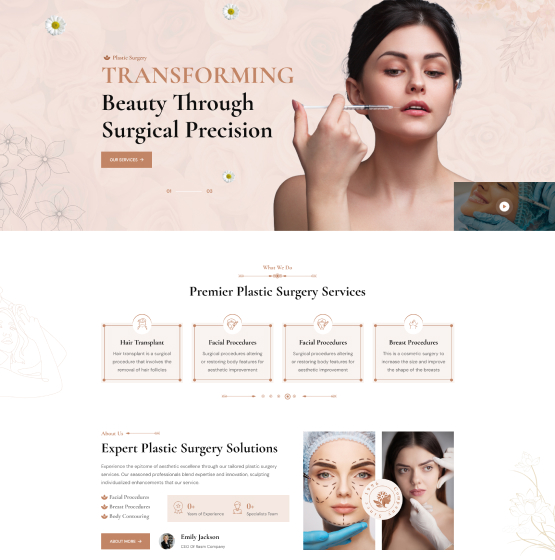 Plastic Surgery
TRANSFORMING
Beauty Through
Surgical Precision
OUR SERVICES →
01
02
What We Do
Premier Plastic Surgery Services
Hair Transplant
Hair transplant is a surgical
procedure that involves the
removal of hair follicles
Facial Procedures
Surgical procedures altering
or restoring body features for
aesthetic improvement
Facial Procedures
Surgical procedures altering
or restoring body features for
aesthetic improvement
Breast Procedures
This is a cosmetic surgery to
increase the size and improve
the shape of the breasts
About Us
Expert Plastic Surgery Solutions
Experience the epitome of aesthetic excellence through our tailored plastic surgery
services. Our seasoned professionals blend expertise and innovation, sculpting
individualized enhancements that our service.
Facial Procedures
Breast Procedures
Body Contouring
0+
Years of Experience
0+
Specialists Team
ABOUT MORE →
Emily Jackson
CEO Of Beam Company